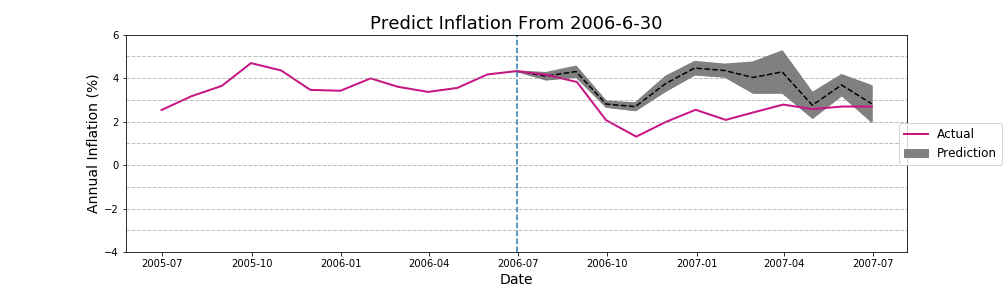 Predict Inflation From 2006-6-30
Annual Inflation (%)
6
4
2
0
−2
−4
2005-07 2005-10 2006-01 2006-04 2006-07 2006-10 2007-01 2007-04 2007-07
Date
Actual
Prediction